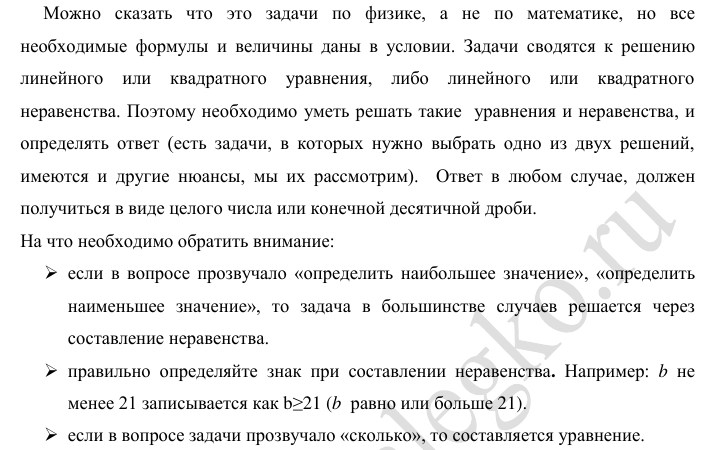 Можно сказать что это задачи по физике, а не по математике, но все
необходимые формулы и величины даны в условии. Задачи сводятся к решению
линейного или квадратного уравнения, либо линейного или квадратного
неравенства. Поэтому необходимо уметь решать такие уравнения и неравенства, и
определять ответ (есть задачи, в которых нужно выбрать одно из двух решений,
имеются и другие нюансы, мы их рассмотрим). Ответ в любом случае, должен
получиться в виде целого числа или конечной десятичной дроби.
На что необходимо обратить внимание:
➢ если в вопросе прозвучало «определить наибольшее значение», «определить
наименьшее значение», то задача в большинстве случаев решается через
составление неравенства.
➢ правильно определяйте знак при составлении неравенства. Например: b не
менее 21 записывается как b≥21 (b равно или больше 21).
➢ если в вопросе задачи прозвучало «сколько», то составляется уравнение.
legko.ru